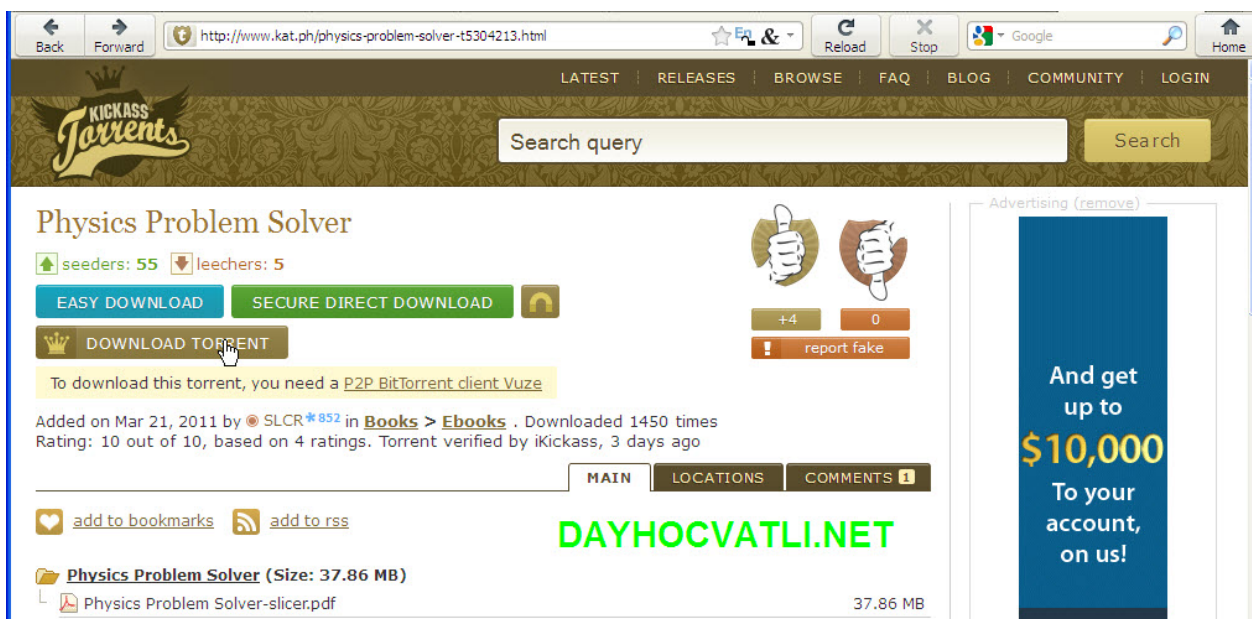 Back
Forward
http://www.kat.ph/physics-problem-solver-t5304213.html
&
Reload
Stop
Google
Home
LATEST | RELEASES | BROWSE | FAQ | BLOG | COMMUNITY | LOGIN
KICKASS
Torrents
Search query
Search
Physics Problem Solver
Advertising (remove)
seeders: 55 leechers: 5
EASY DOWNLOAD
SECURE DIRECT DOWNLOAD
+4
0
DOWNLOAD TORRENT
! report fake
To download this torrent, you need a P2P BitTorrent client Vuze
Added on Mar 21, 2011 by SLCR*852 in Books > Ebooks . Downloaded 1450 times
Rating: 10 out of 10, based on 4 ratings. Torrent verified by iKickass, 3 days ago
MAIN
LOCATIONS
COMMENTS 1
add to bookmarks
add to rss
DAYHOCVATLI.NET
Physics Problem Solver (Size: 37.86 MB)
Physics Problem Solver-slicer.pdf
37.86 MB
And get
up to
$10,000
To your
account,
on us!